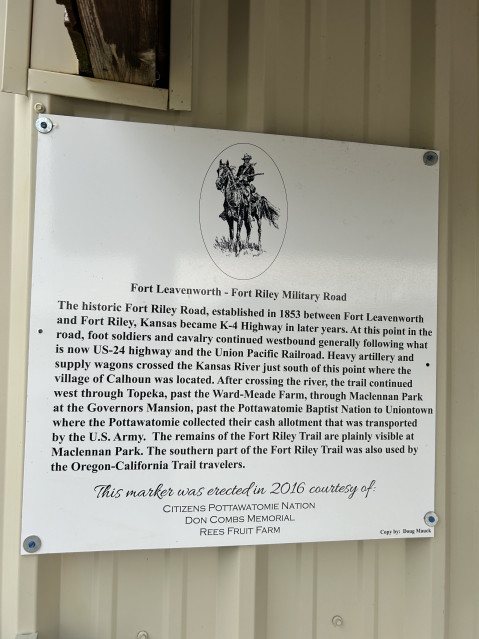 Fort Leavenworth - Fort Riley Military Road
The historic Fort Riley Road, established in 1853 between Fort Leavenworth
and Fort Riley, Kansas became K-4 Highway in later years. At this point in the
road, foot soldiers and cavalry continued westbound generally following what
is now US-24 highway and the Union Pacific Railroad. Heavy artillery and
supply wagons crossed the Kansas River just south of this point where the
village of Calhoun was located. After crossing the river, the trail continued
west through Topeka, past the Ward-Meade Farm, through Maclennan Park
at the Governors Mansion, past the Pottawatomie Baptist Nation to Uniontown
where the Pottawatomie collected their cash allotment that was transported
by the U.S. Army. The remains of the Fort Riley Trail are plainly visible at
Maclennan Park. The southern part of the Fort Riley Trail was also used by
the Oregon-California Trail travelers.
This marker was erected in 2016 courtesy of:
Citizens Pottawatomie Nation
Don Combs Memorial
Rees Fruit Farm
Copy by: Doug Mauck